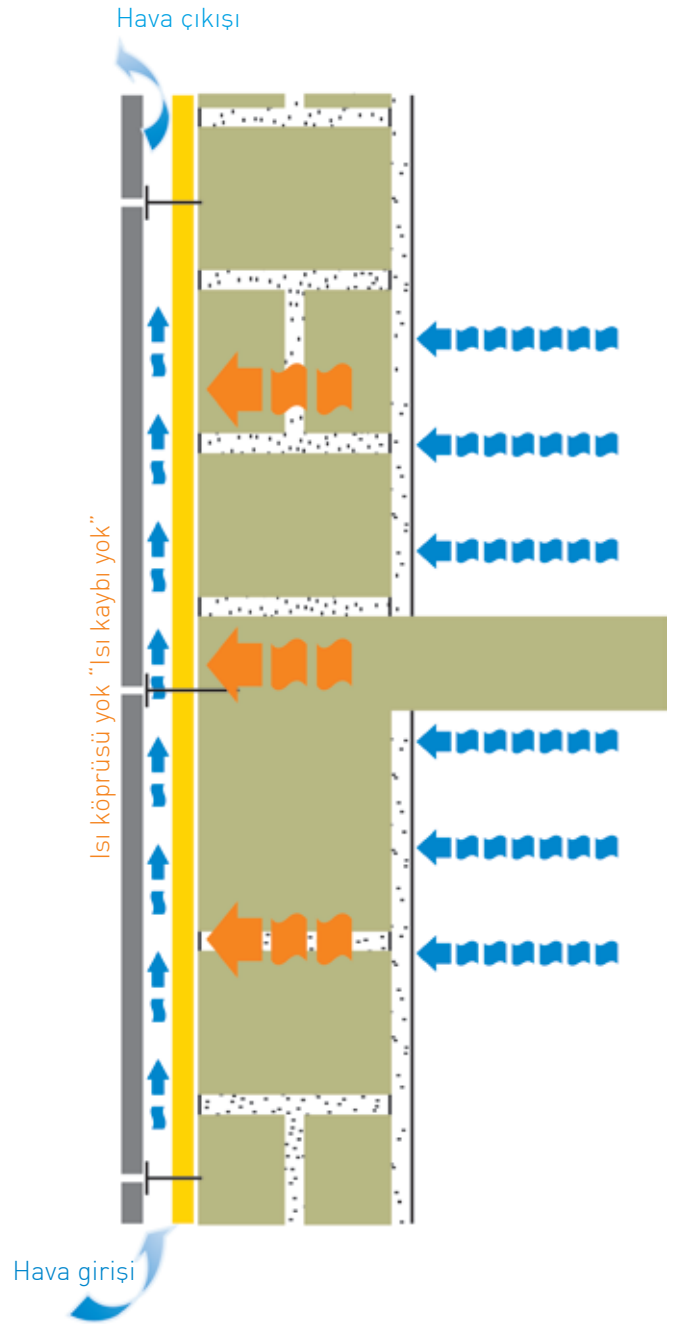 Hava çıkışı
Isı köprüsü yok “Isı kaybı yok”
Hava girişi